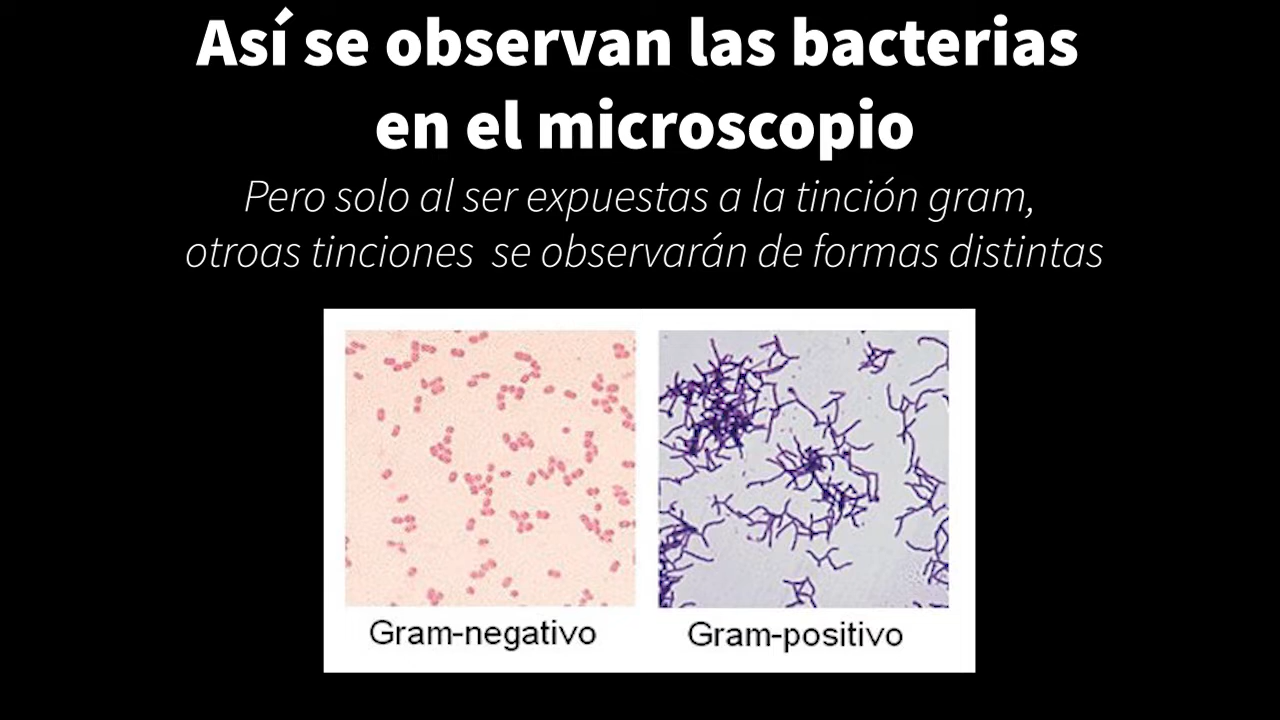 Así se observan las bacterias
en el microscopio
Pero solo al ser expuestas a la tinción gram,
otroas tinciones se observarán de formas distintas
Gram-negativo
Gram-positivo